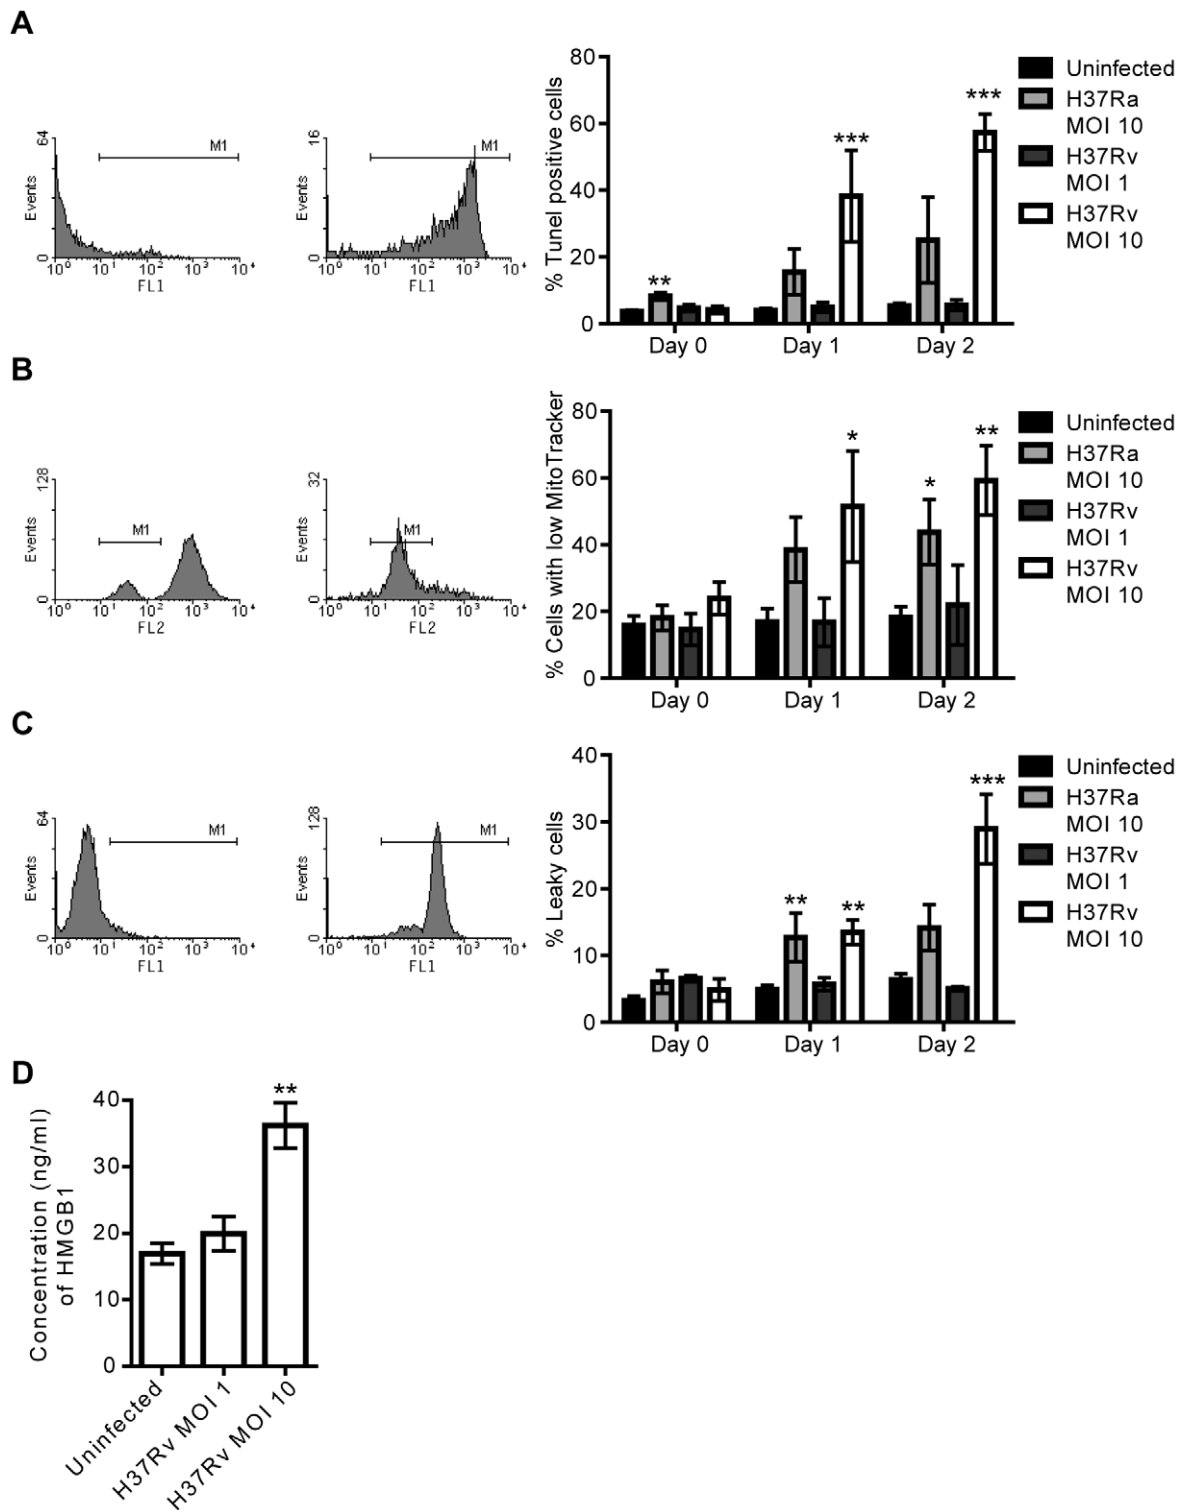 A
64
Events
0
M1
10⁰ 10¹ 10² 10³ 10⁴
FL1
16
Events
0
M1
10⁰ 10¹ 10² 10³ 10⁴
FL1
% Tunel positive cells
80
60
40
20
0
**
***
***
Day 0
Day 1
Day 2
Uninfected
H37Ra
MOI 10
H37Rv
MOI 1
H37Rv
MOI 10
B
128
Events
0
M1
10⁰ 10¹ 10² 10³ 10⁴
FL2
32
Events
0
M1
10⁰ 10¹ 10² 10³ 10⁴
FL2
% Cells with low MitoTracker
80
60
40
20
0
*
*
**
Day 0
Day 1
Day 2
Uninfected
H37Ra
MOI 10
H37Rv
MOI 1
H37Rv
MOI 10
C
64
Events
0
M1
10⁰ 10¹ 10² 10³ 10⁴
FL1
128
Events
0
M1
10⁰ 10¹ 10² 10³ 10⁴
FL1
% Leaky cells
40
30
20
10
0
**
**
***
Day 0
Day 1
Day 2
Uninfected
H37Ra
MOI 10
H37Rv
MOI 1
H37Rv
MOI 10
D
Concentration (ng/ml)
of HMGB1
40
30
20
10
0
**
Uninfected
H37Rv MOI 1
H37Rv MOI 10